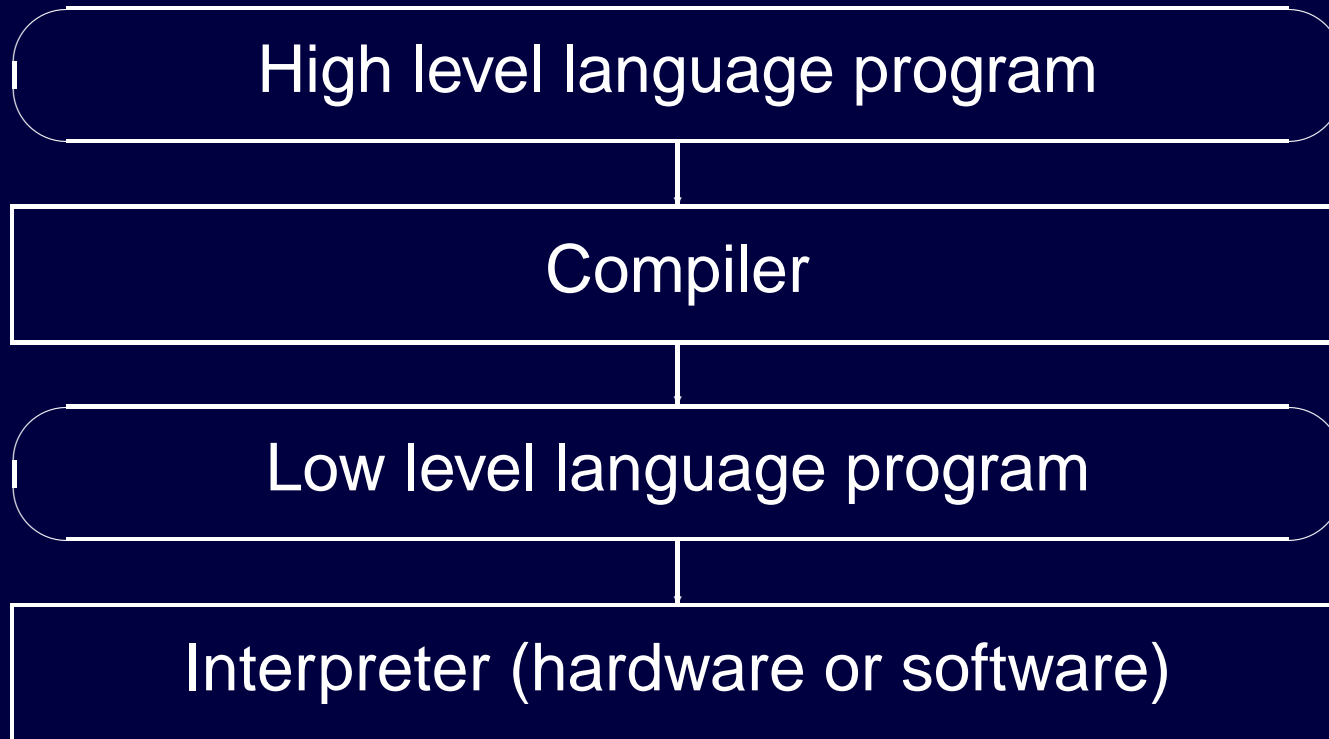 High level language program
Compiler
Low level language program
Interpreter (hardware or software)